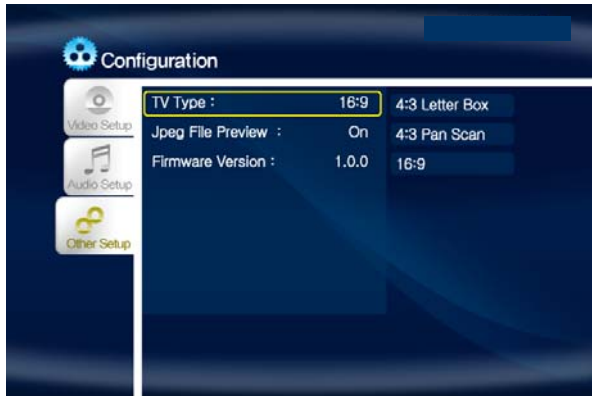 Configuration
Video Setup
Audio Setup
Other Setup
TV Type : 16:9
Jpeg File Preview : On
Firmware Version : 1.0.0
4:3 Letter Box
4:3 Pan Scan
16:9